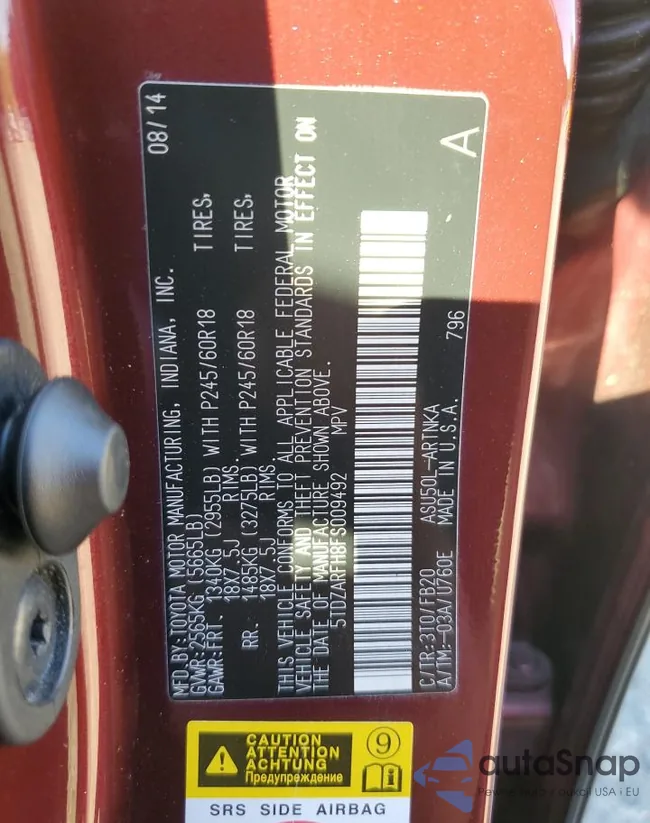 MFD.BY:TOYOTA MOTOR MANUFACTURING, INDIANA, INC. 08/14
GVWR:2565KG (5665LB)
GAWR:FRT. 1340KG (2955LB) WITH P245/60R18 TIRES,
18X7.5J RIMS.
RR. 1485KG (3275LB) WITH P245/60R18 TIRES,
18X7.5J RIMS.
THIS VEHICLE CONFORMS TO ALL APPLICABLE FEDERAL MOTOR
VEHICLE SAFETY AND THEFT PREVENTION STANDARDS IN EFFECT ON
THE DATE OF MANUFACTURE SHOWN ABOVE.
5TDZARFH8FS009492 MPV
C/TR:310/FB20 ASU50L-ARTNKA 796 A
A/TM:-03A/U760E MADE IN U.S.A.
CAUTION
ATTENTION
ACHTUNG
Предупреждение
9
SRS SIDE AIRBAG
autoSnap